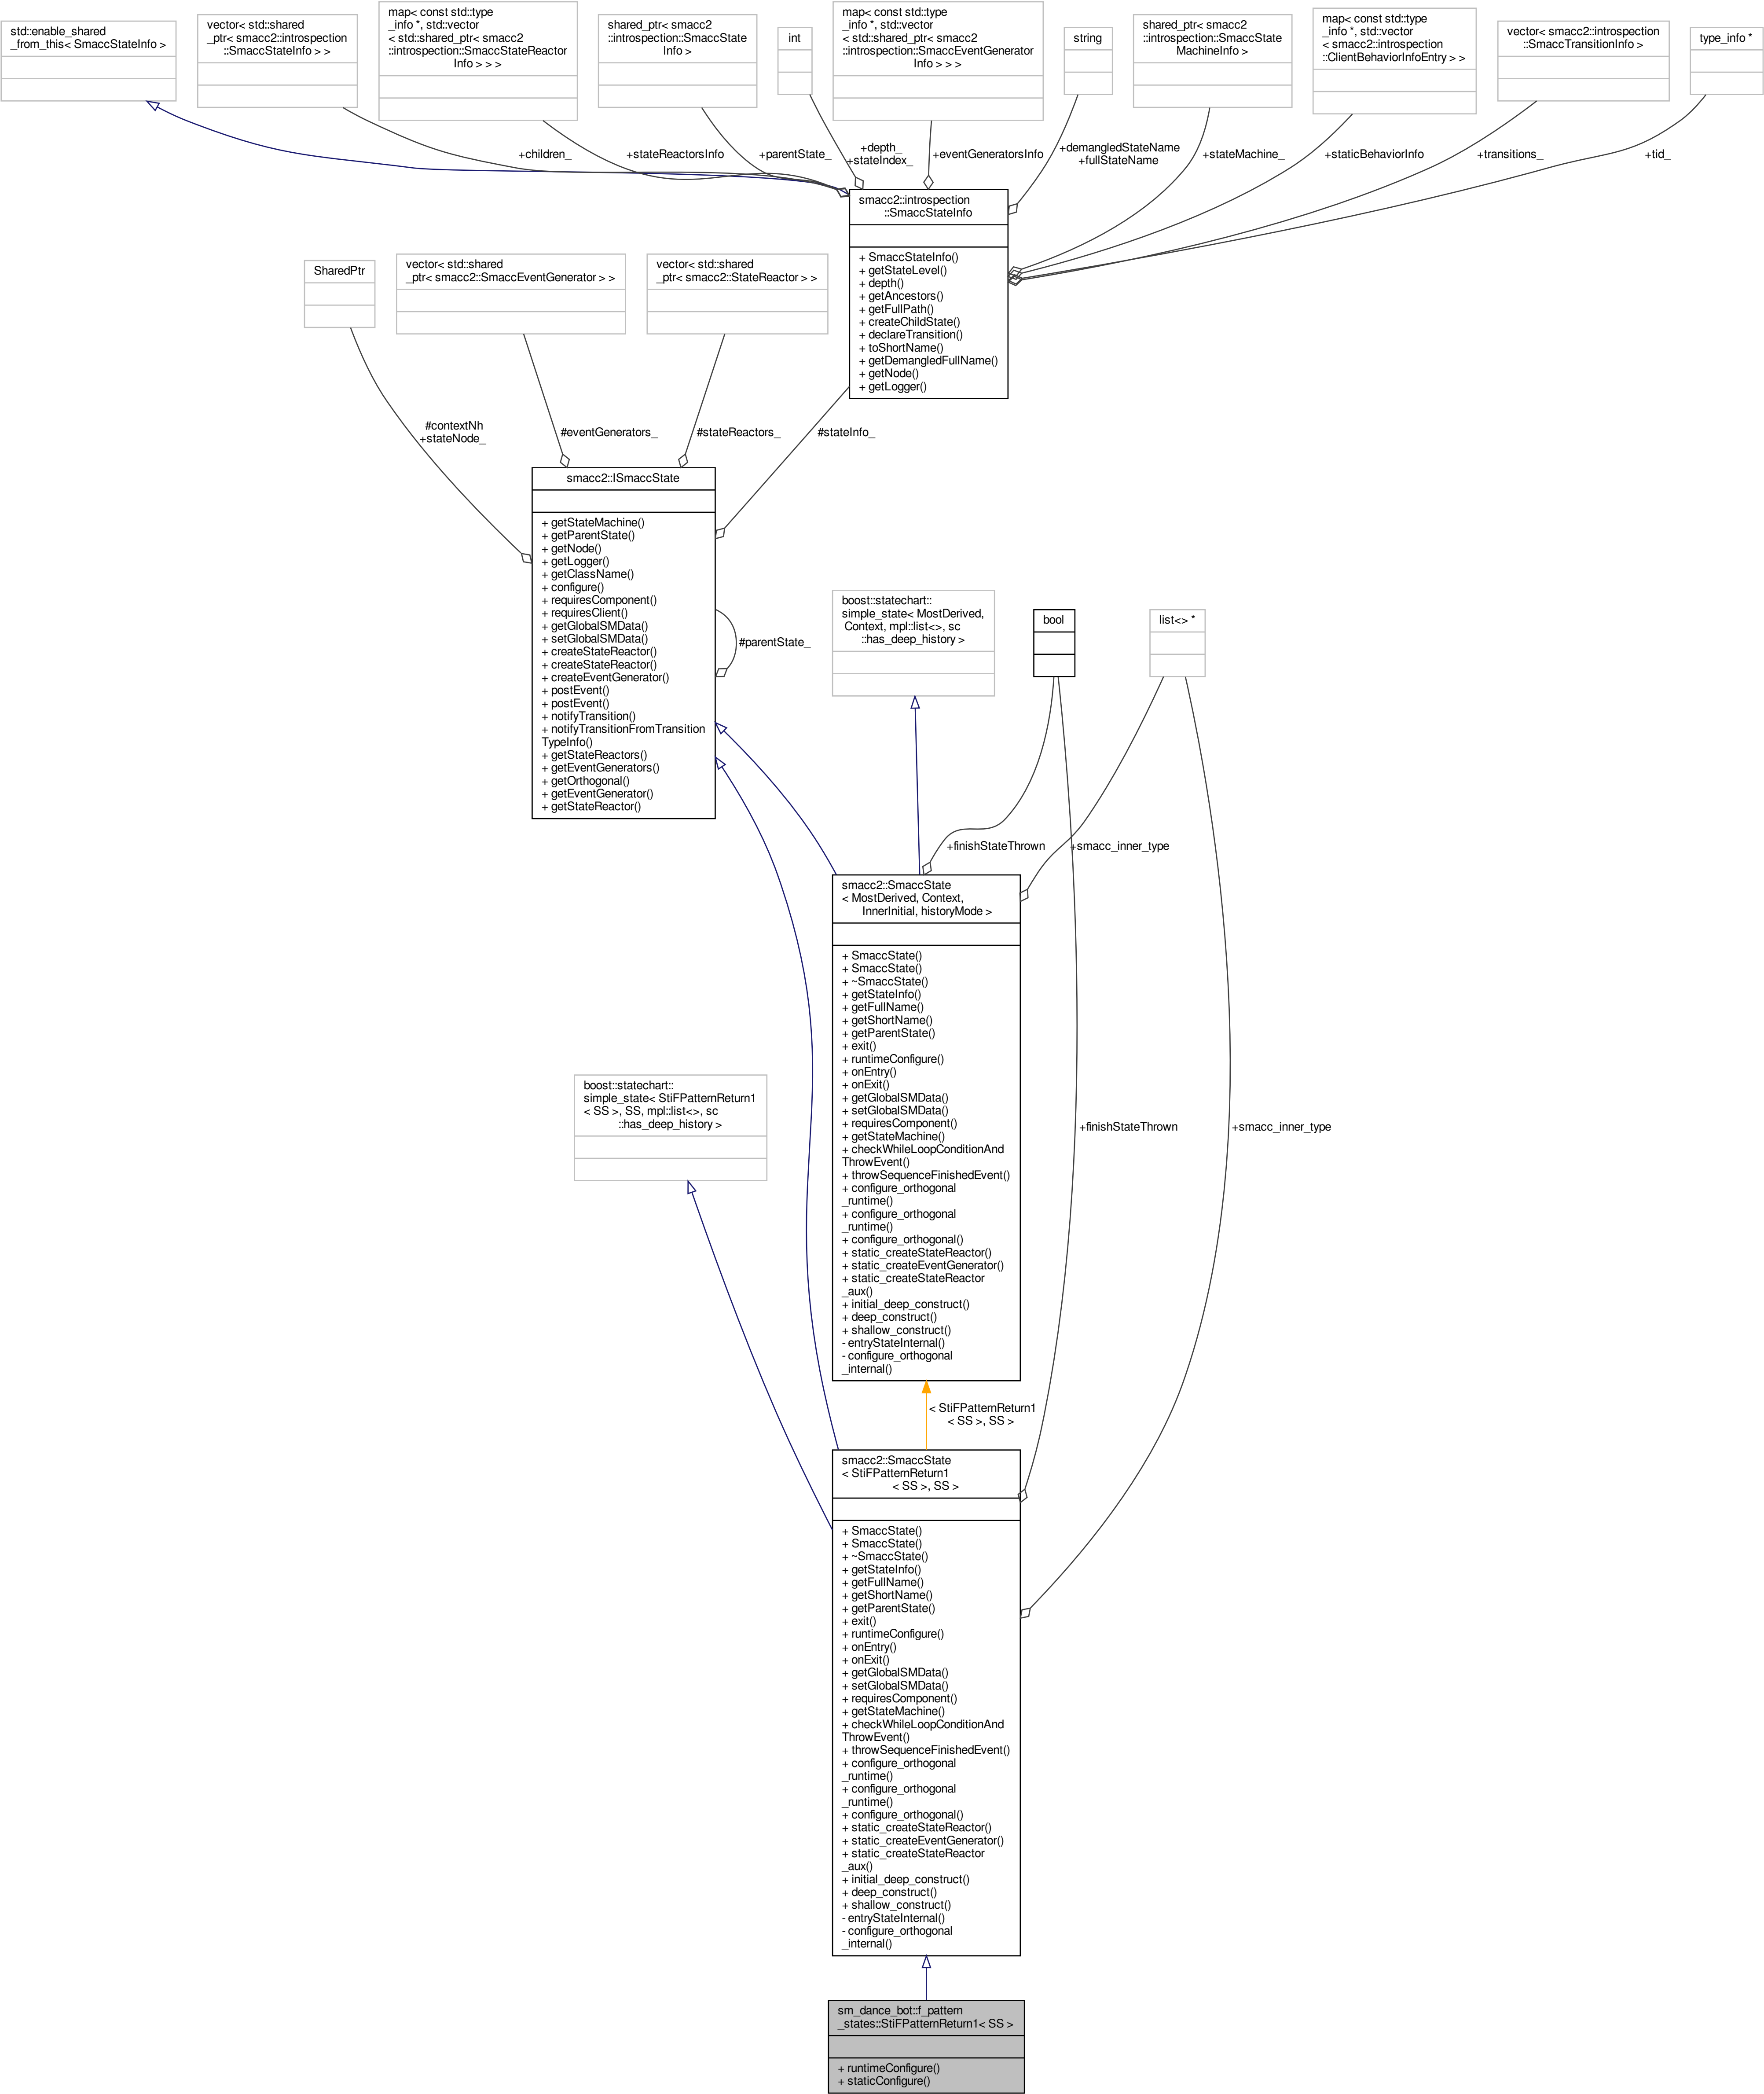 std::enable_shared
_from_this< SmaccStateInfo >
vector< std::shared
_ptr< smacc2::introspection
::SmaccStateInfo > >
map< const std::type
_info *, std::vector
< std::shared_ptr< smacc2
::introspection::SmaccStateReactor
Info > > >
shared_ptr< smacc2
::introspection::SmaccState
Info >
int
map< const std::type
_info *, std::vector
< std::shared_ptr< smacc2
::introspection::SmaccEventGenerator
Info > > >
string
shared_ptr< smacc2
::introspection::SmaccState
MachineInfo >
map< const std::type
_info *, std::vector
< smacc2::introspection
::ClientBehaviorInfoEntry > >
vector< smacc2::introspection
::SmaccTransitionInfo >
type_info *
+children_
+stateReactorsInfo
+parentState_
+depth_
+stateIndex_
+eventGeneratorsInfo
+demangledStateName
+fullStateName
+stateMachine_
+staticBehaviorInfo
+transitions_
+tid_
smacc2::introspection
::SmaccStateInfo
+ SmaccStateInfo()
+ getStateLevel()
+ depth()
+ getAncestors()
+ getFullPath()
+ createChildState()
+ declareTransition()
+ toShortName()
+ getDemangledFullName()
+ getNode()
+ getLogger()
SharedPtr
vector< std::shared
_ptr< smacc2::SmaccEventGenerator > >
vector< std::shared
_ptr< smacc2::StateReactor > >
#contextNh
+stateNode_
#eventGenerators_
#stateReactors_
#stateInfo_
smacc2::ISmaccState
+ getStateMachine()
+ getParentState()
+ getNode()
+ getLogger()
+ getClassName()
+ configure()
+ requiresComponent()
+ requiresClient()
+ getGlobalSMData()
+ setGlobalSMData()
+ createStateReactor()
+ createStateReactor()
+ createEventGenerator()
+ postEvent()
+ postEvent()
+ notifyTransition()
+ notifyTransitionFromTransition
TypeInfo()
+ getStateReactors()
+ getEventGenerators()
+ getOrthogonal()
+ getEventGenerator()
+ getStateReactor()
#parentState_
boost::statechart::
simple_state< MostDerived,
Context, mpl::list<>, sc
::has_deep_history >
bool
list<> *
+finishStateThrown
+smacc_inner_type
smacc2::SmaccState
< MostDerived, Context,
InnerInitial, historyMode >
+ SmaccState()
+ SmaccState()
+ ~SmaccState()
+ getStateInfo()
+ getFullName()
+ getShortName()
+ getParentState()
+ exit()
+ runtimeConfigure()
+ onEntry()
+ onExit()
+ getGlobalSMData()
+ setGlobalSMData()
+ requiresComponent()
+ getStateMachine()
+ checkWhileLoopConditionAnd
ThrowEvent()
+ throwSequenceFinishedEvent()
+ configure_orthogonal
_runtime()
+ configure_orthogonal
_runtime()
+ configure_orthogonal()
+ static_createStateReactor()
+ static_createEventGenerator()
+ static_createStateReactor
_aux()
+ initial_deep_construct()
+ deep_construct()
+ shallow_construct()
- entryStateInternal()
- configure_orthogonal
_internal()
boost::statechart::
simple_state< StiFPatternReturn1
< SS >, SS, mpl::list<>, sc
::has_deep_history >
+finishStateThrown
+smacc_inner_type
< StiFPatternReturn1
< SS >, SS >
smacc2::SmaccState
< StiFPatternReturn1
< SS >, SS >
+ SmaccState()
+ SmaccState()
+ ~SmaccState()
+ getStateInfo()
+ getFullName()
+ getShortName()
+ getParentState()
+ exit()
+ runtimeConfigure()
+ onEntry()
+ onExit()
+ getGlobalSMData()
+ setGlobalSMData()
+ requiresComponent()
+ getStateMachine()
+ checkWhileLoopConditionAnd
ThrowEvent()
+ throwSequenceFinishedEvent()
+ configure_orthogonal
_runtime()
+ configure_orthogonal
_runtime()
+ configure_orthogonal()
+ static_createStateReactor()
+ static_createEventGenerator()
+ static_createStateReactor
_aux()
+ initial_deep_construct()
+ deep_construct()
+ shallow_construct()
- entryStateInternal()
- configure_orthogonal
_internal()
sm_dance_bot::f_pattern
_states::StiFPatternReturn1< SS >
+ runtimeConfigure()
+ staticConfigure()